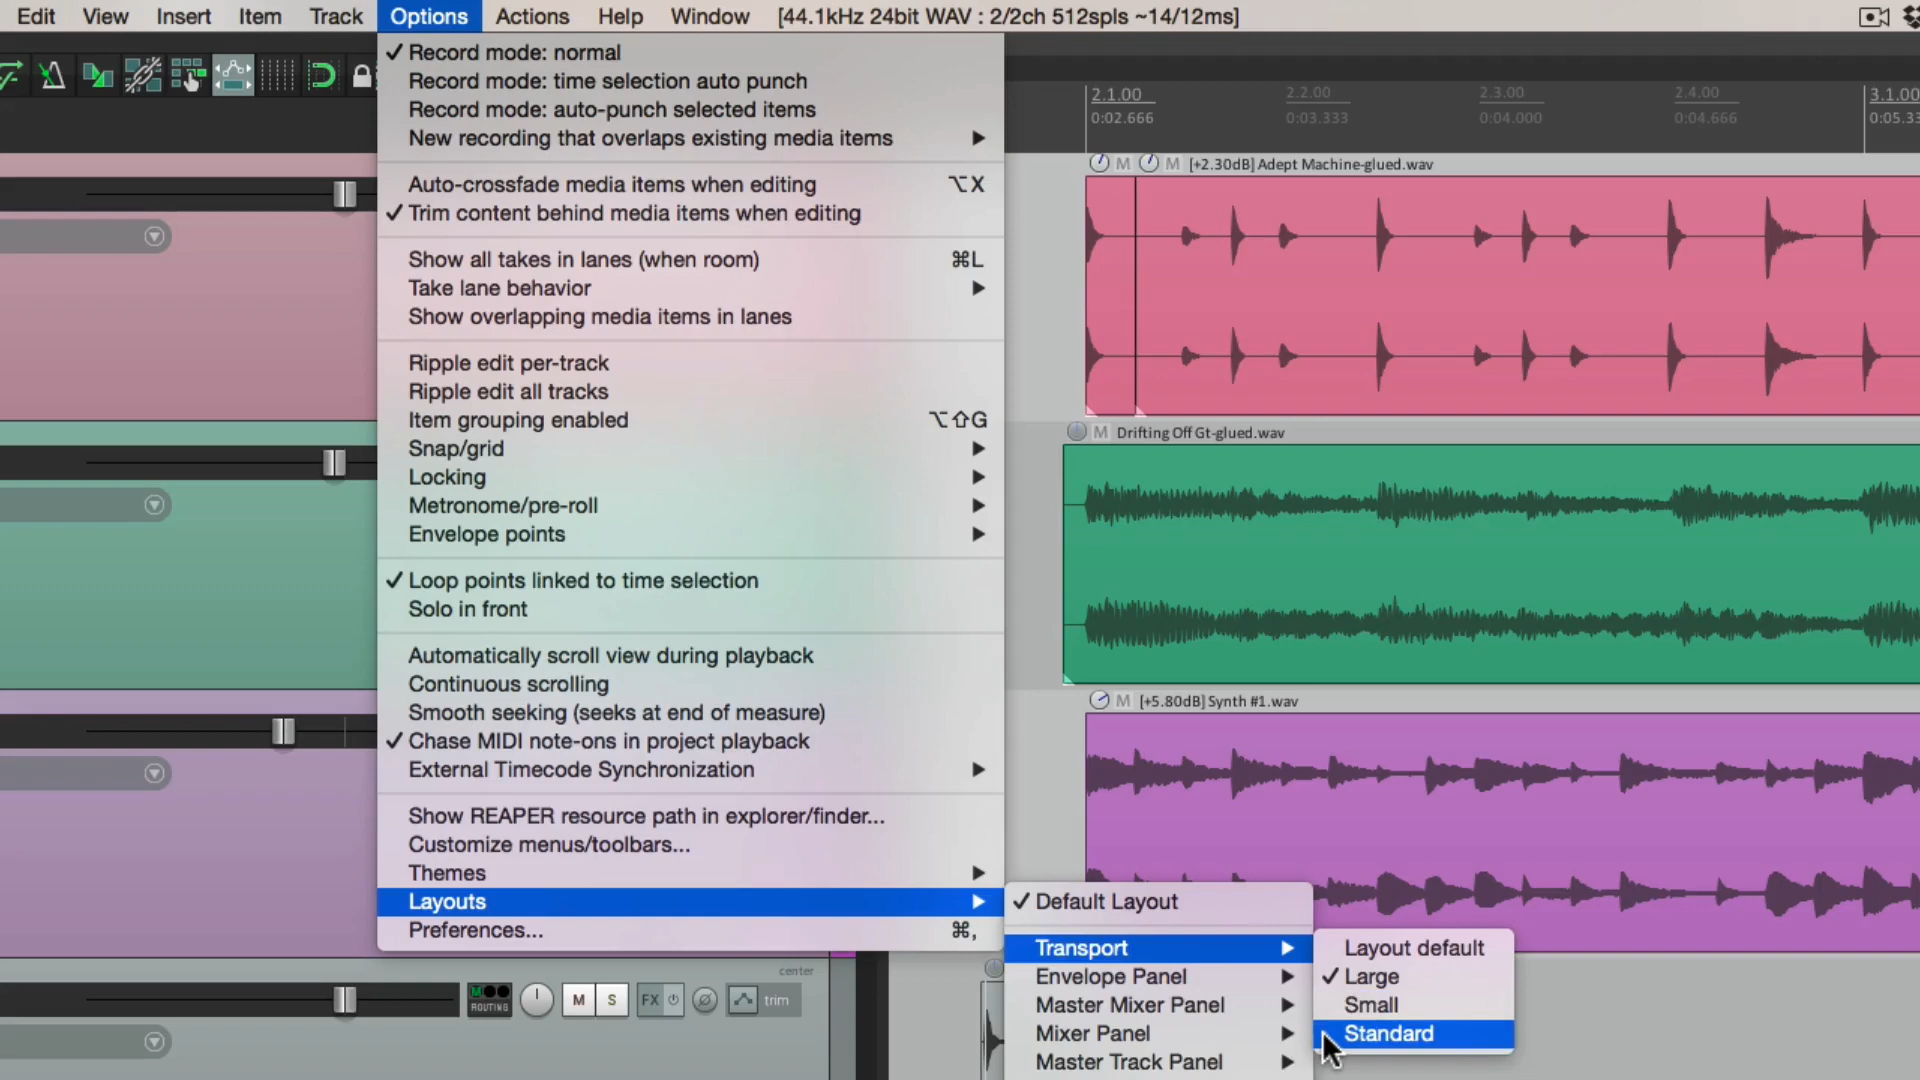 Edit View Insert Item Track Options Actions Help Window [44.1kHz 24bit WAV : 2/2ch 512spls ~14/12ms]
✓ Record mode: normal
Record mode: time selection auto punch
Record mode: auto-punch selected items
New recording that overlaps existing media items ▶
Auto-crossfade media items when editing ⌥X
✓ Trim content behind media items when editing
Show all takes in lanes (when room) ⌘L
Take lane behavior ▶
Show overlapping media items in lanes
Ripple edit per-track
Ripple edit all tracks
Item grouping enabled ⌥⇧G
Snap/grid ▶
Locking ▶
Metronome/pre-roll ▶
Envelope points ▶
✓ Loop points linked to time selection
Solo in front
Automatically scroll view during playback
Continuous scrolling
Smooth seeking (seeks at end of measure)
✓ Chase MIDI note-ons in project playback
External Timecode Synchronization ▶
Show REAPER resource path in explorer/finder...
Customize menus/toolbars...
Themes ▶
Layouts ▶
Preferences... ⌘,
✓ Default Layout
Transport ▶
Envelope Panel ▶
Master Mixer Panel ▶
Mixer Panel ▶
Master Track Panel ▶
Layout default
✓ Large
Small
Standard
2.1.00 2.2.00 2.3.00 2.4.00 3.1.00
0:02.666 0:03.333 0:04.000 0:04.666 0:05.33
M M [+2.30dB] Adept Machine-glued.wav
M Drifting Off Gt-glued.wav
M [+5.80dB] Synth #1.wav
center
ROUTING M S FX trim